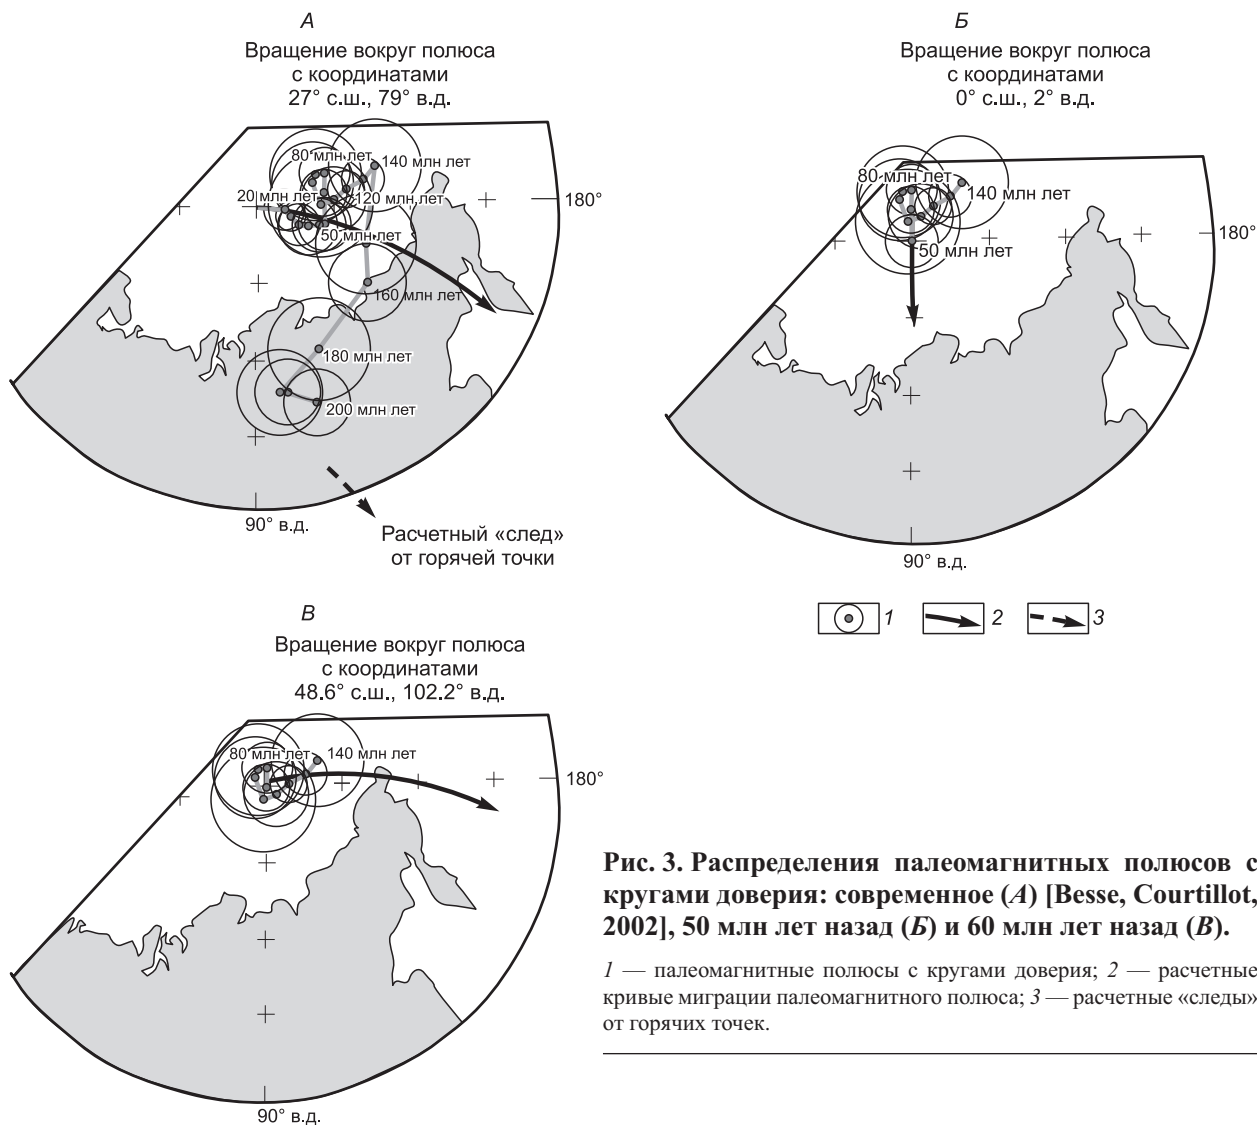 А
Вращение вокруг полюса
с координатами
27° с.ш., 79° в.д.
80 млн лет
140 млн лет
20 млн лет
120 млн лет
50 млн лет
160 млн лет
180 млн лет
200 млн лет
180°
90° в.д.
Расчетный «след»
от горячей точки
Б
Вращение вокруг полюса
с координатами
0° с.ш., 2° в.д.
80 млн лет
140 млн лет
50 млн лет
180°
90° в.д.
1
2
3
В
Вращение вокруг полюса
с координатами
48.6° с.ш., 102.2° в.д.
80 млн лет
140 млн лет
180°
90° в.д.
Рис. 3. Распределения палеомагнитных полюсов с
кругами доверия: современное (А) [Besse, Courtillot,
2002], 50 млн лет назад (Б) и 60 млн лет назад (В).
1 — палеомагнитные полюсы с кругами доверия; 2 — расчетные
кривые миграции палеомагнитного полюса; 3 — расчетные «следы»
от горячих точек.